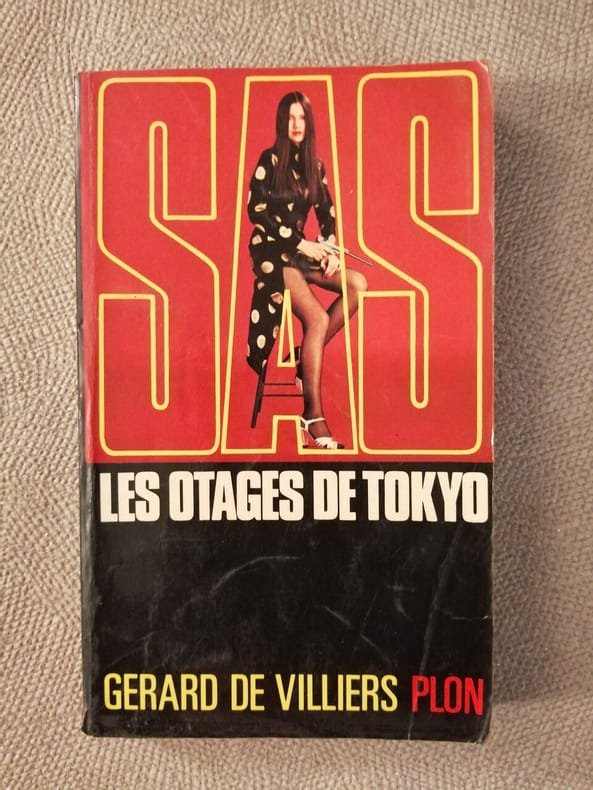 SAS
LES OTAGES DE TOKYO
GERARD DE VILLIERS PLON